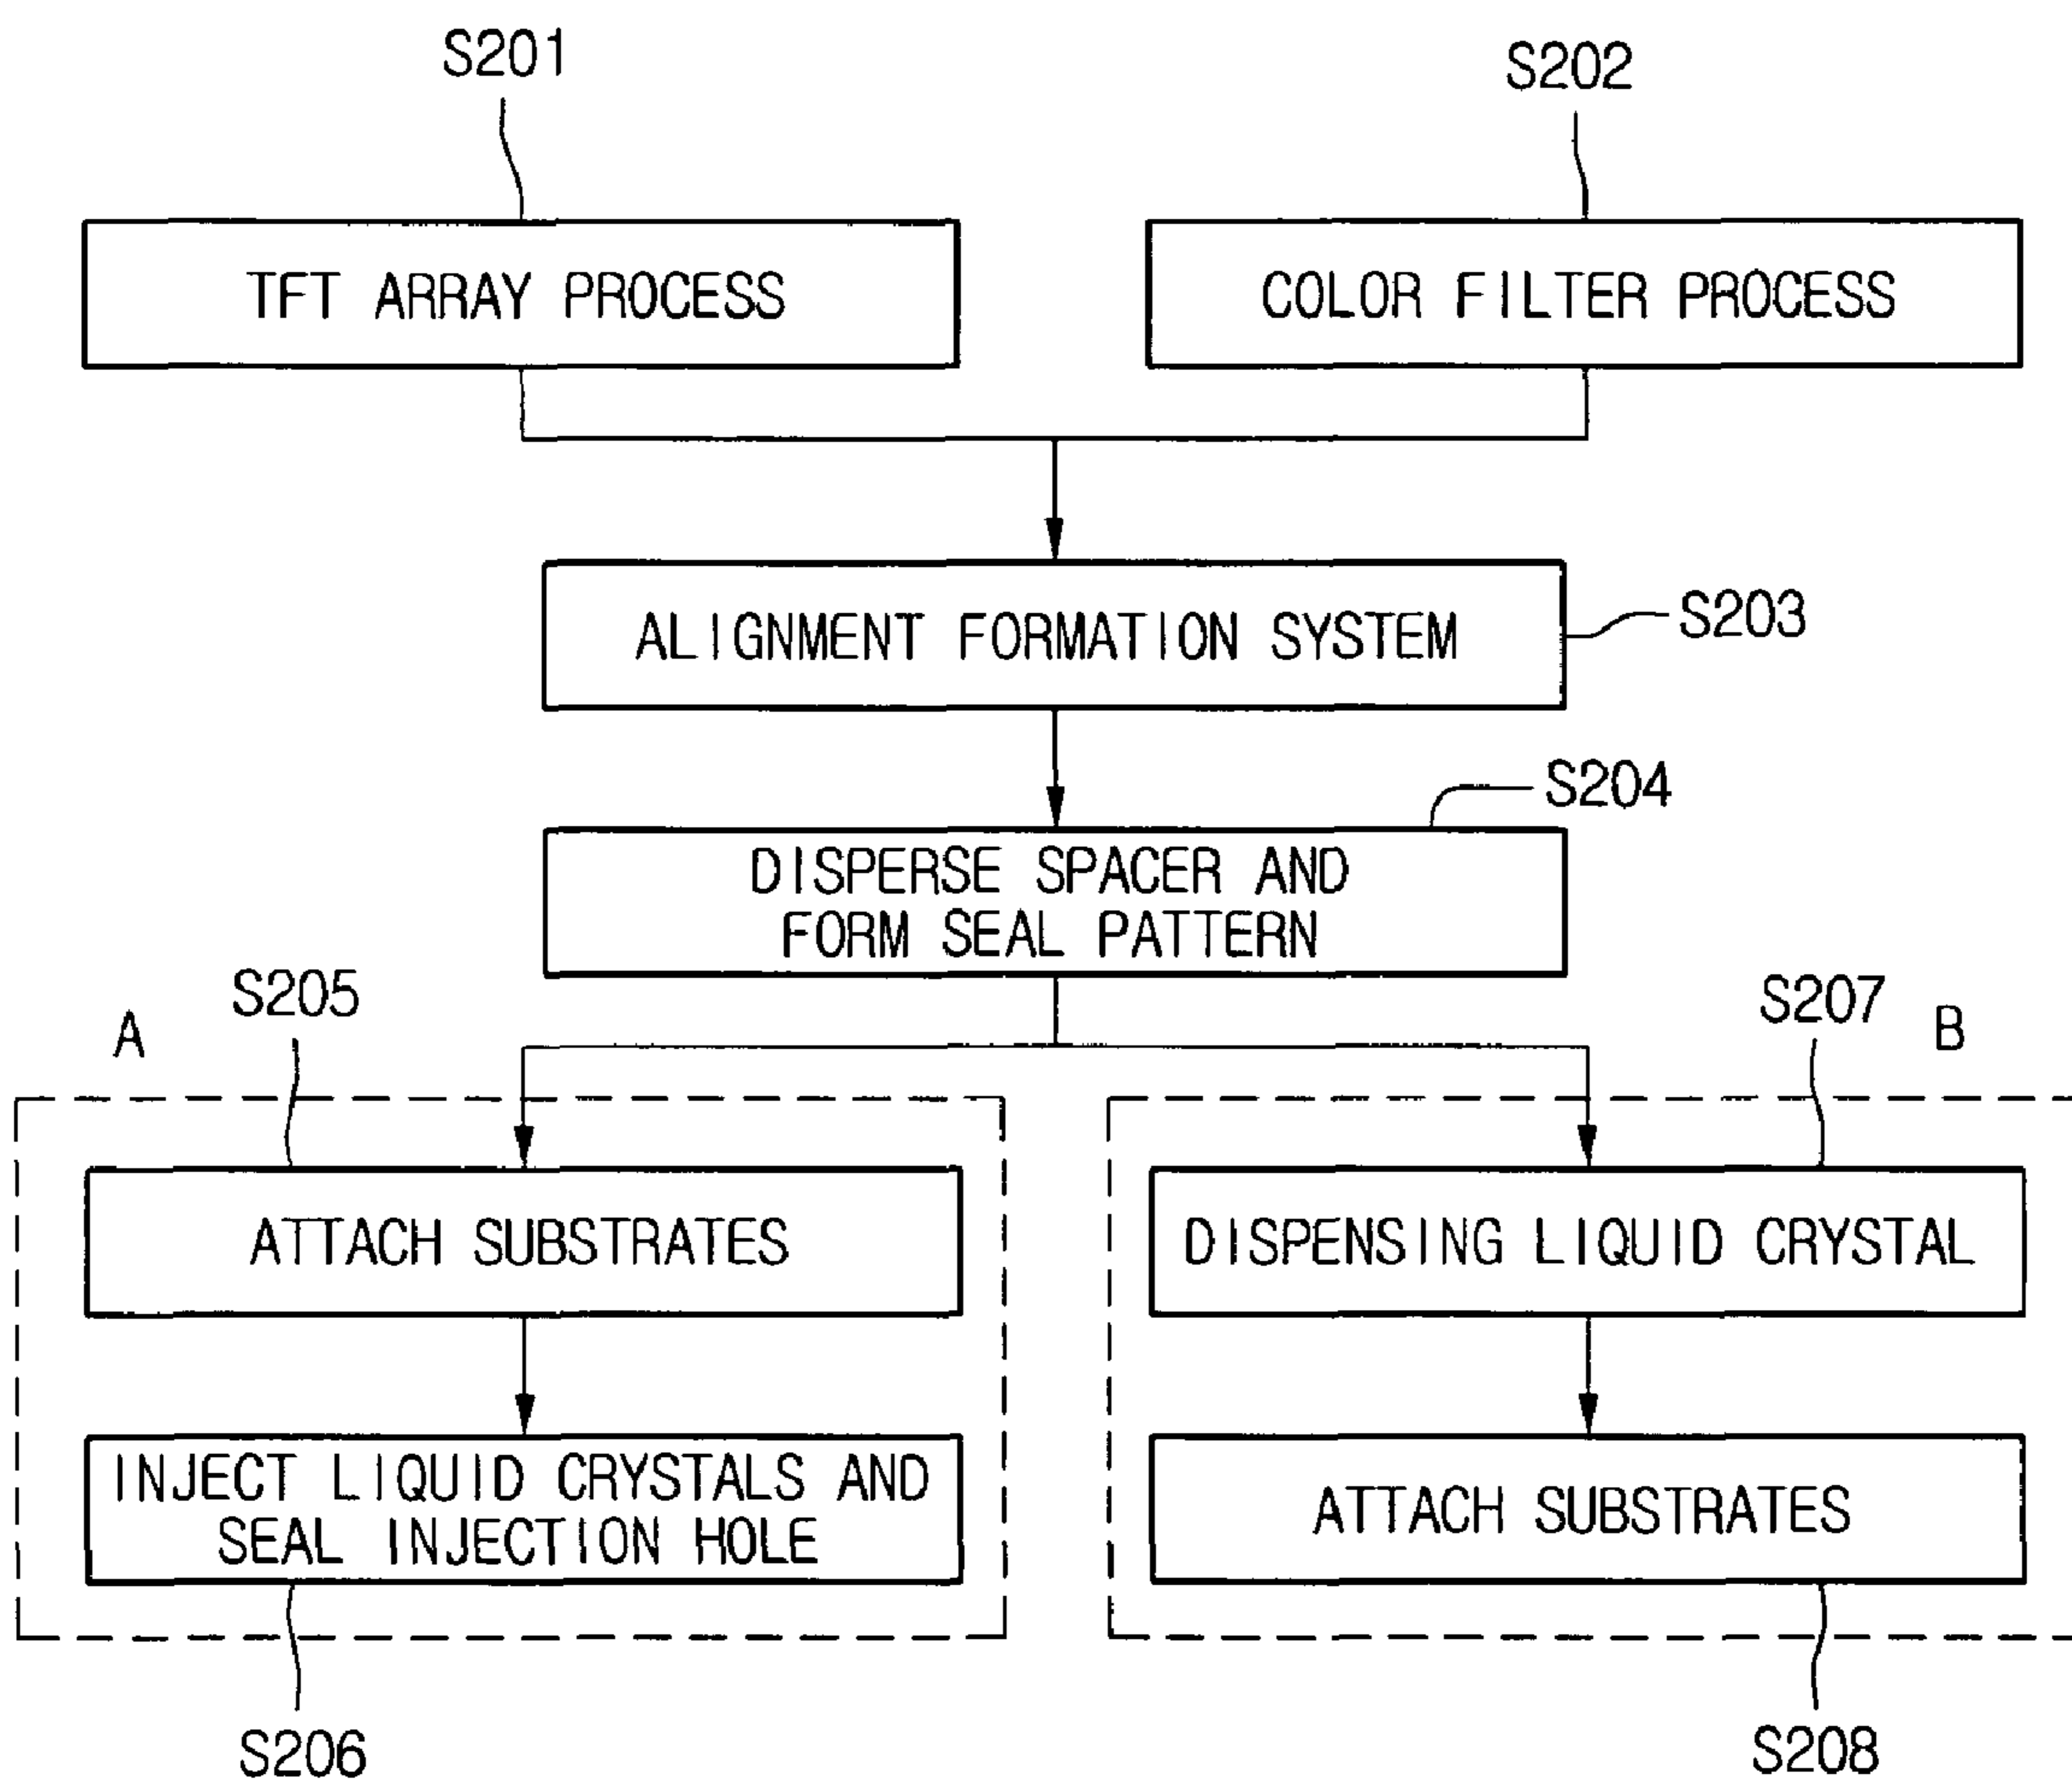 S201
S202
TFT ARRAY PROCESS
COLOR FILTER PROCESS
ALIGNMENT FORMATION SYSTEM
S203
S204
DISPERSE SPACER AND
FORM SEAL PATTERN
A
S205
S207
B
ATTACH SUBSTRATES
DISPENSING LIQUID CRYSTAL
INJECT LIQUID CRYSTALS AND
SEAL INJECTION HOLE
ATTACH SUBSTRATES
S206
S208